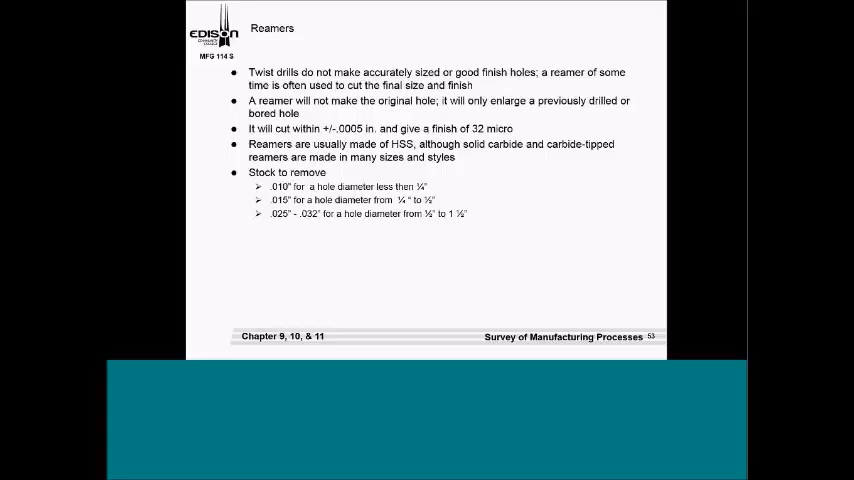 EDISON
COMMUNITY
COLLEGE
MFG 114 S
Reamers
● Twist drills do not make accurately sized or good finish holes; a reamer of some
time is often used to cut the final size and finish
● A reamer will not make the original hole; it will only enlarge a previously drilled or
bored hole
● It will cut within +/-.0005 in. and give a finish of 32 micro
● Reamers are usually made of HSS, although solid carbide and carbide-tipped
reamers are made in many sizes and styles
● Stock to remove
➢ .010" for a hole diameter less then ¼"
➢ .015" for a hole diameter from ¼ " to ½"
➢ .025" - .032" for a hole diameter from ½" to 1 ½"
Chapter 9, 10, & 11
Survey of Manufacturing Processes 53